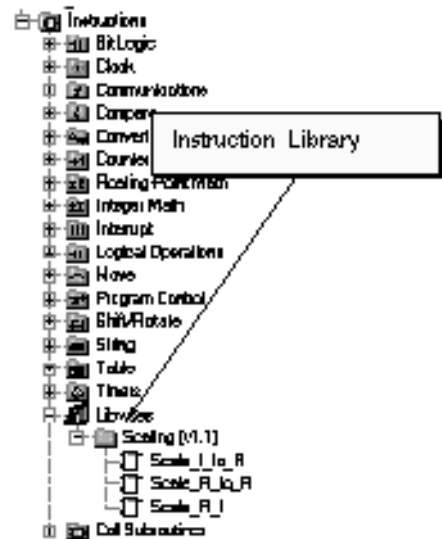 Instructions
Bit Logic
Clock
Communications
Compare
Convert
Instruction Library
Counter
Floating-Point Math
Integer Math
Interrupt
Logical Operations
Move
Program Control
Shift/Rotate
String
Table
Timers
Libraries
Scaling (v1.1)
Scale_I_to_R
Scale_R_to_R
Scale_R_I
Call Subroutines